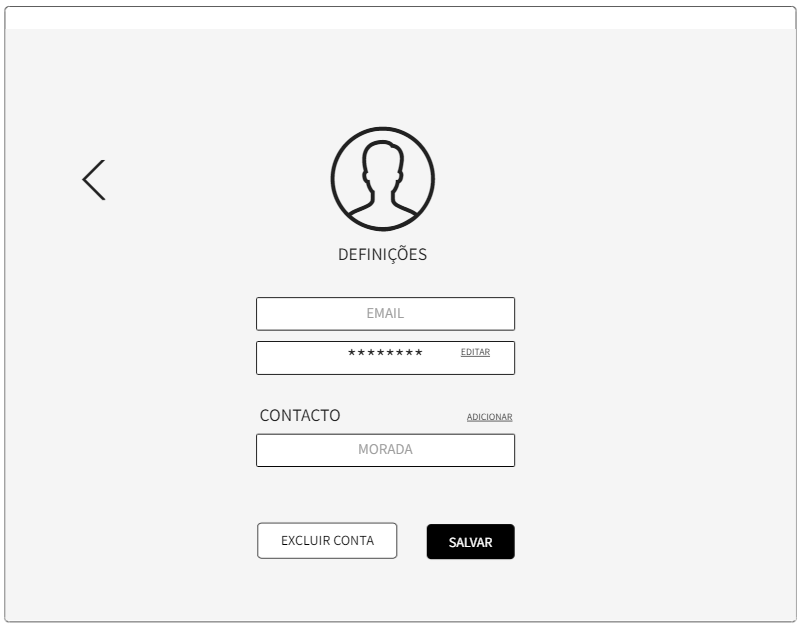 DEFINIÇÕES
EMAIL
******** EDITAR
CONTACTO ADICIONAR
MORADA
EXCLUIR CONTA SALVAR